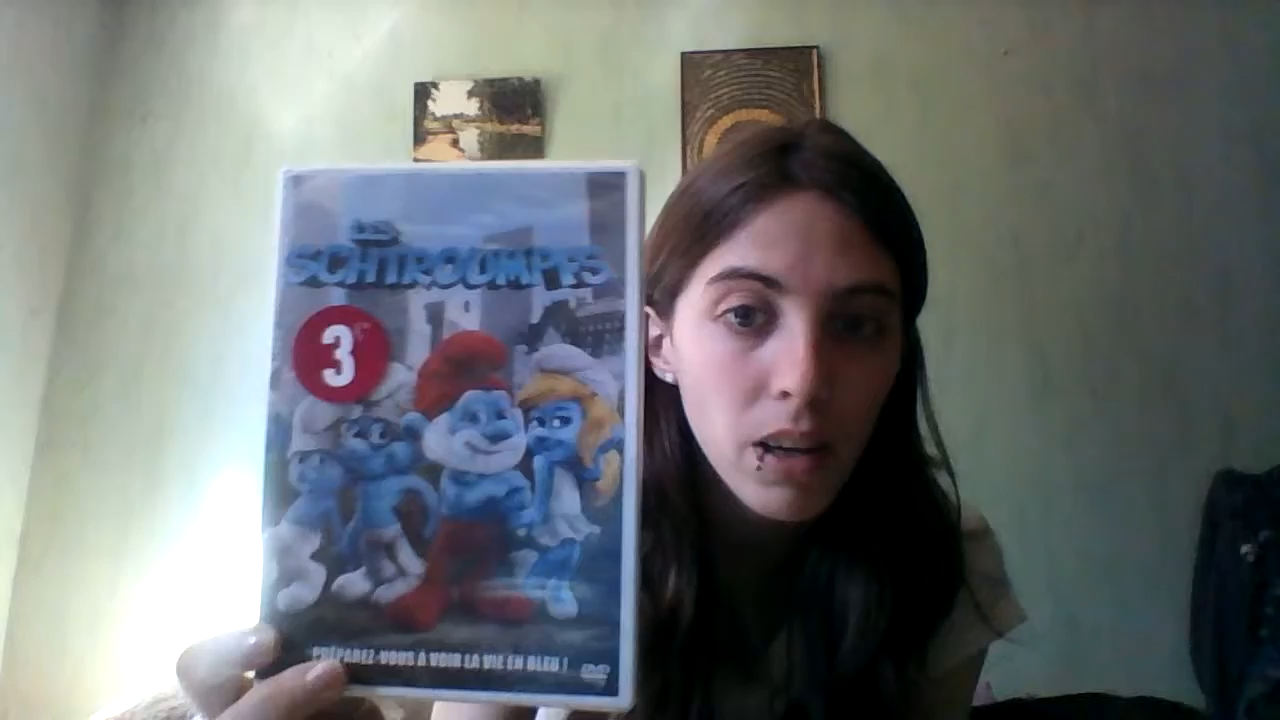 LES
SCHTROUMPFS
3€
PRÉPAREZ-VOUS À VOIR LA VIE EN BLEU !
DVD